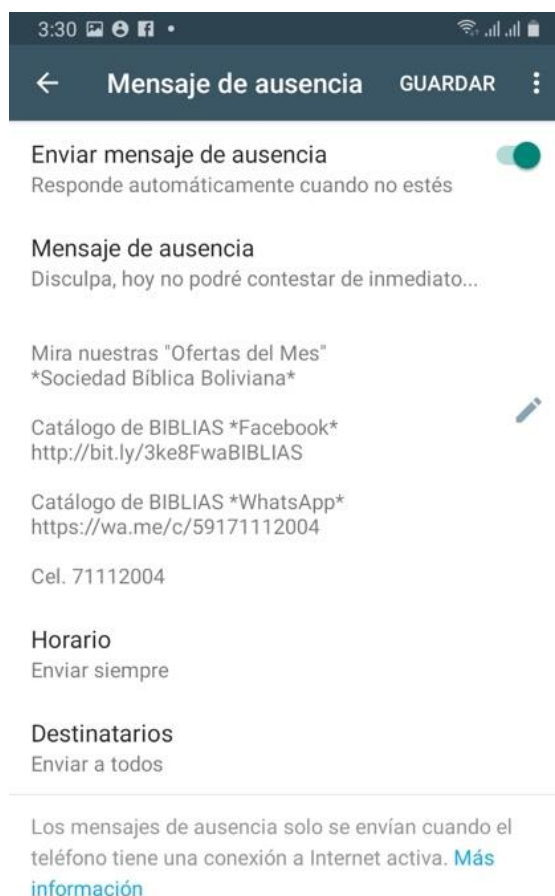 3:30
Mensaje de ausencia GUARDAR
Enviar mensaje de ausencia
Responde automáticamente cuando no estés
Mensaje de ausencia
Disculpa, hoy no podré contestar de inmediato...
Mira nuestras "Ofertas del Mes"
*Sociedad Bíblica Boliviana*
Catálogo de BIBLIAS *Facebook*
http://bit.ly/3ke8FwaBIBLIAS
Catálogo de BIBLIAS *WhatsApp*
https://wa.me/c/59171112004
Cel. 71112004
Horario
Enviar siempre
Destinatarios
Enviar a todos
Los mensajes de ausencia solo se envían cuando el
teléfono tiene una conexión a Internet activa. Más
información